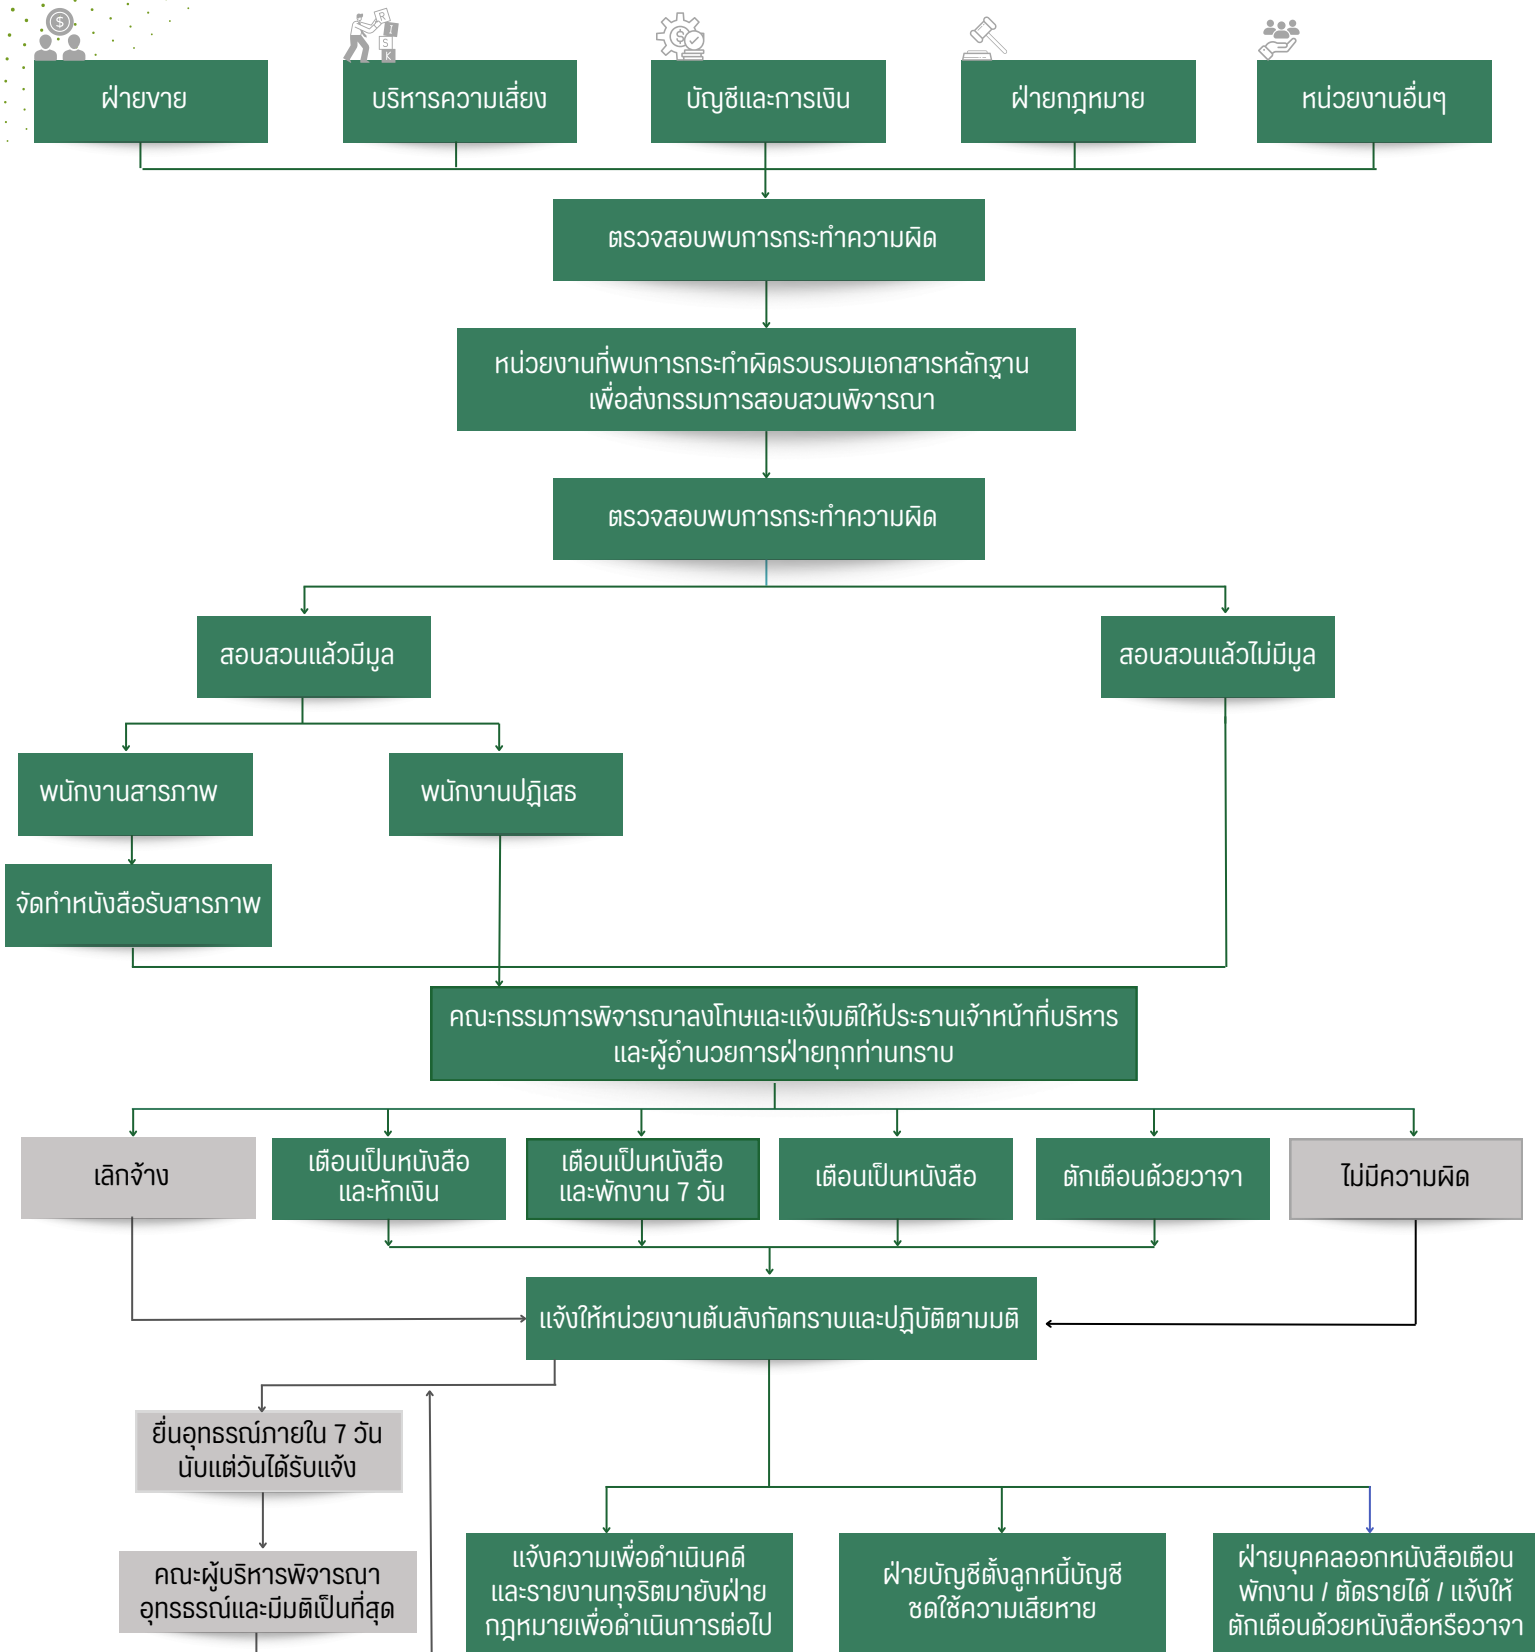 R
I
S
K
ฝ่ายขาย
บริหารความเสี่ยง
บัญชีและการเงิน
ฝ่ายกฎหมาย
หน่วยงานอื่นๆ
ตรวจสอบพบการกระทำความผิด
หน่วยงานที่พบการกระทำผิดรวบรวมเอกสารหลักฐาน
เพื่อส่งกรรมการสอบสวนพิจารณา
ตรวจสอบพบการกระทำความผิด
สอบสวนแล้วมีมูล
สอบสวนแล้วไม่มีมูล
พนักงานสารภาพ
พนักงานปฏิเสธ
จัดทำหนังสือรับสารภาพ
คณะกรรมการพิจารณาลงโทษและแจ้งมติให้ประธานเจ้าหน้าที่บริหาร
และผู้อำนวยการฝ่ายทุกท่านทราบ
เลิกจ้าง
เตือนเป็นหนังสือ
และหักเงิน
เตือนเป็นหนังสือ
และพักงาน 7 วัน
เตือนเป็นหนังสือ
ตักเตือนด้วยวาจา
ไม่มีความผิด
แจ้งให้หน่วยงานต้นสังกัดทราบและปฏิบัติตามมติ
ยื่นอุทธรณ์ภายใน 7 วัน
นับแต่วันได้รับแจ้ง
คณะผู้บริหารพิจารณา
อุทรธรณ์และมีมติเป็นที่สุด
แจ้งความเพื่อดำเนินคดี
และรายงานทุจริตมายังฝ่าย
กฎหมายเพื่อดำเนินการต่อไป
ฝ่ายบัญชีตั้งลูกหนี้บัญชี
ชดใช้ความเสียหาย
ฝ่ายบุคคลออกหนังสือเตือน
พักงาน / ตัดรายได้ / แจ้งให้
ตักเตือนด้วยหนังสือหรือวาจา